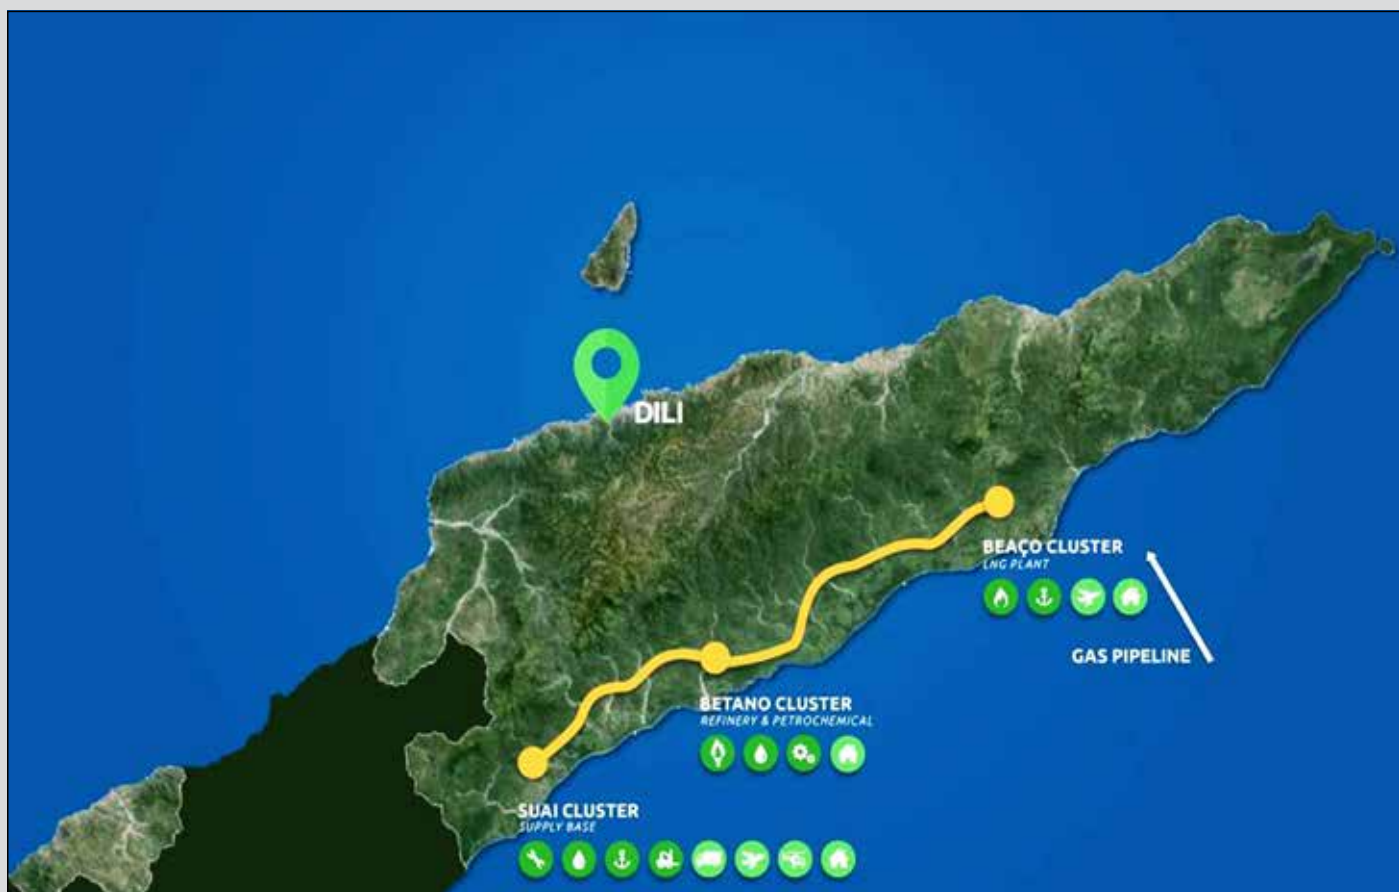 DILI
BEAÇO CLUSTER
LNG PLANT
GAS PIPELINE
BETANO CLUSTER
REFINERY & PETROCHEMICAL
SUAI CLUSTER
SUPPLY BASE